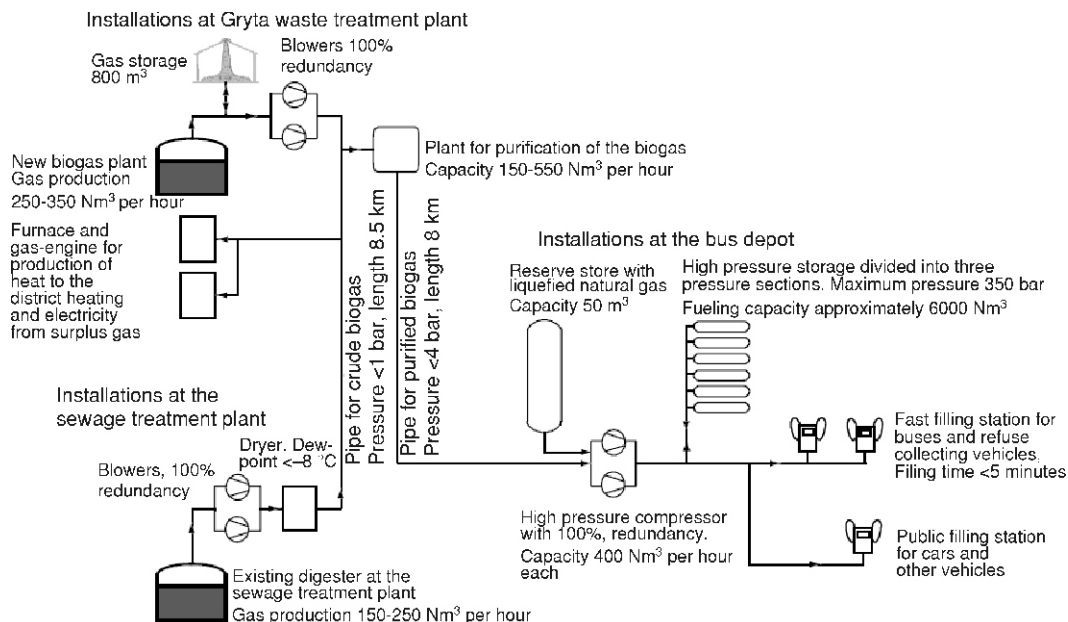 Installations at Gryta waste treatment plant
Gas storage
800 m³
Blowers 100%
redundancy
New biogas plant
Gas production
250-350 Nm³ per hour
Plant for purification of the biogas
Capacity 150-550 Nm³ per hour
Furnace and
gas-engine for
production of
heat to the
district heating
and electricity
from surplus gas
Pipe for crude biogas
Pressure <1 bar, length 8.5 km
Pipe for purified biogas
Pressure <4 bar, length 8 km
Installations at the bus depot
Reserve store with
liquefied natural gas
Capacity 50 m³
High pressure storage divided into three
pressure sections. Maximum pressure 350 bar
Fueling capacity approximately 6000 Nm³
Installations at the
sewage treatment plant
Blowers, 100%
redundancy
Dryer. Dew-
point <–8 °C
Existing digester at the
sewage treatment plant
Gas production 150-250 Nm³ per hour
High pressure compressor
with 100%, redundancy.
Capacity 400 Nm³ per hour
each
Fast filling station for
buses and refuse
collecting vehicles,
Filing time <5 minutes
Public filling station
for cars and
other vehicles